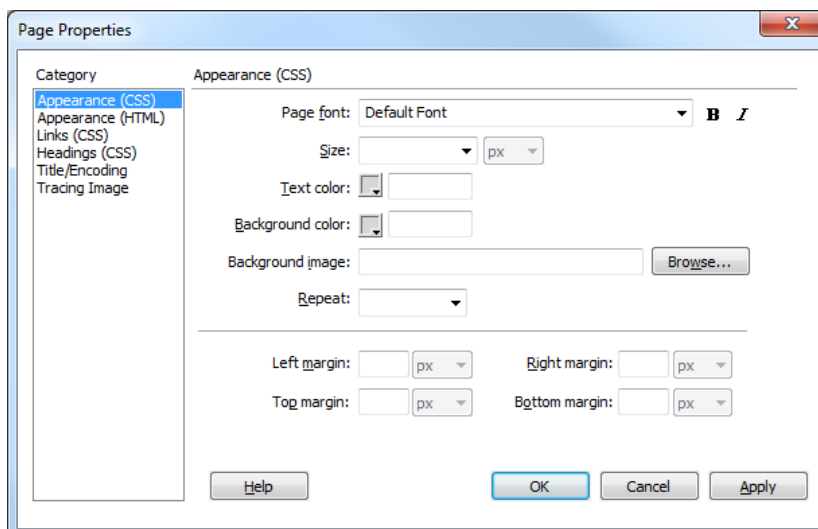 Page Properties
Category
Appearance (CSS)
Appearance (HTML)
Links (CSS)
Headings (CSS)
Title/Encoding
Tracing Image
Appearance (CSS)
Page font: Default Font B I
Size: px
Text color:
Background color:
Background image: Browse...
Repeat:
Left margin: px Right margin: px
Top margin: px Bottom margin: px
Help OK Cancel Apply